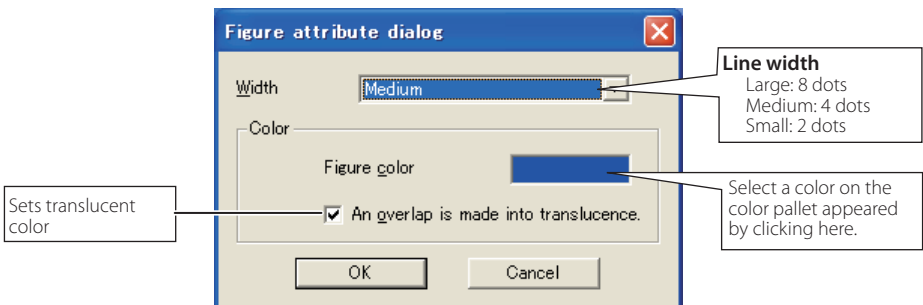 Figure attribute dialog
Width
Medium
Line width
Large: 8 dots
Medium: 4 dots
Small: 2 dots
Color
Figure color
Select a color on the
color pallet appeared
by clicking here.
Sets translucent
color
An overlap is made into translucence.
OK
Cancel